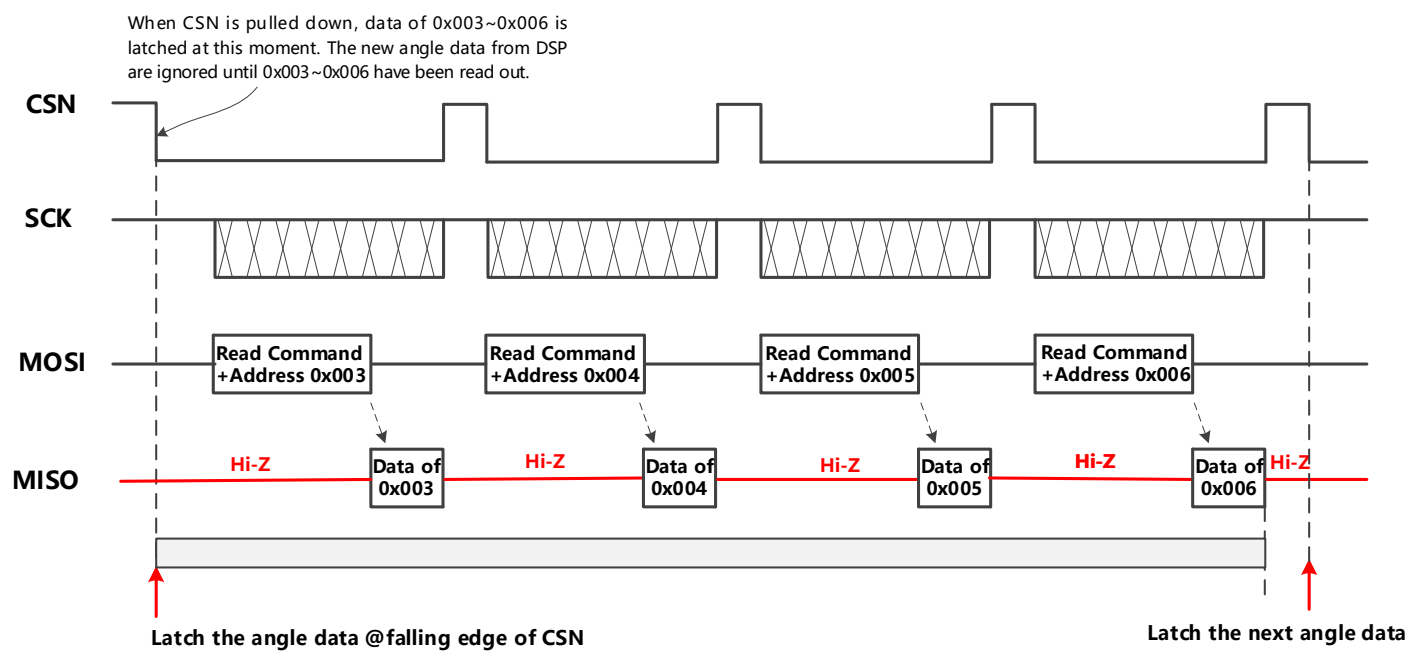 When CSN is pulled down, data of 0x003~0x006 is
latched at this moment. The new angle data from DSP
are ignored until 0x003~0x006 have been read out.
CSN
SCK
MOSI
Read Command
+Address 0x003
Read Command
+Address 0x004
Read Command
+Address 0x005
Read Command
+Address 0x006
MISO
Hi-Z
Data of
0x003
Hi-Z
Data of
0x004
Hi-Z
Data of
0x005
Hi-Z
Data of
0x006
Hi-Z
Latch the angle data @falling edge of CSN
Latch the next angle data